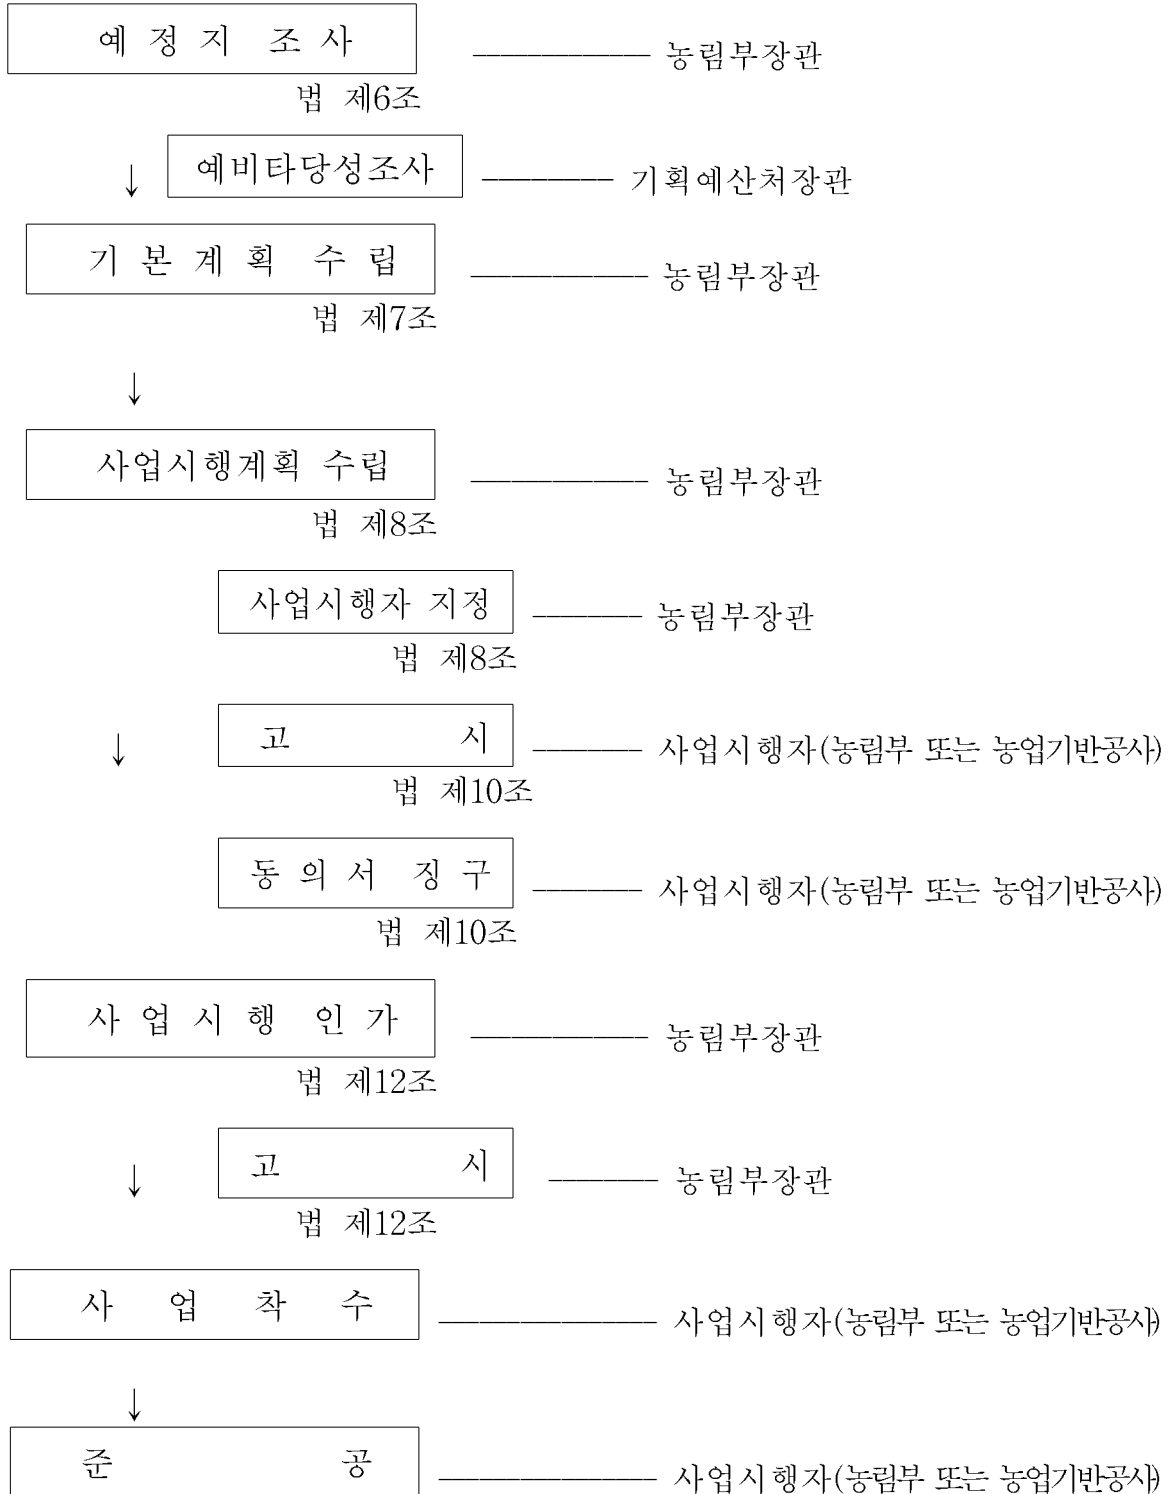 예 정 지 조 사 ――――― 농림부장관
법 제6조
↓ 예비타당성조사 ――――― 기획예산처장관
기 본 계 획 수 립 ――――― 농림부장관
법 제7조
↓
사업시행계획 수립 ――――― 농림부장관
법 제8조
사업시행자 지정 ――――― 농림부장관
법 제8조
↓ 고 시 ――――― 사업시행자(농림부 또는 농업기반공사)
법 제10조
동 의 서 징 구 ――――― 사업시행자(농림부 또는 농업기반공사)
법 제10조
사 업 시 행 인 가 ――――― 농림부장관
법 제12조
↓ 고 시 ――――― 농림부장관
법 제12조
사 업 착 수 ――――― 사업시행자(농림부 또는 농업기반공사)
↓
준 공 ――――― 사업시행자(농림부 또는 농업기반공사)